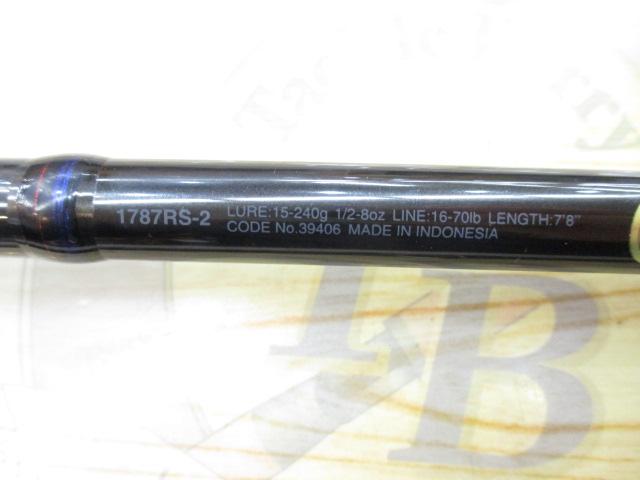 1787RS-2 LURE:15-240g 1/2-8oz LINE:16-70lb LENGTH:7'8"
CODE No.39406 MADE IN INDONESIA
TB